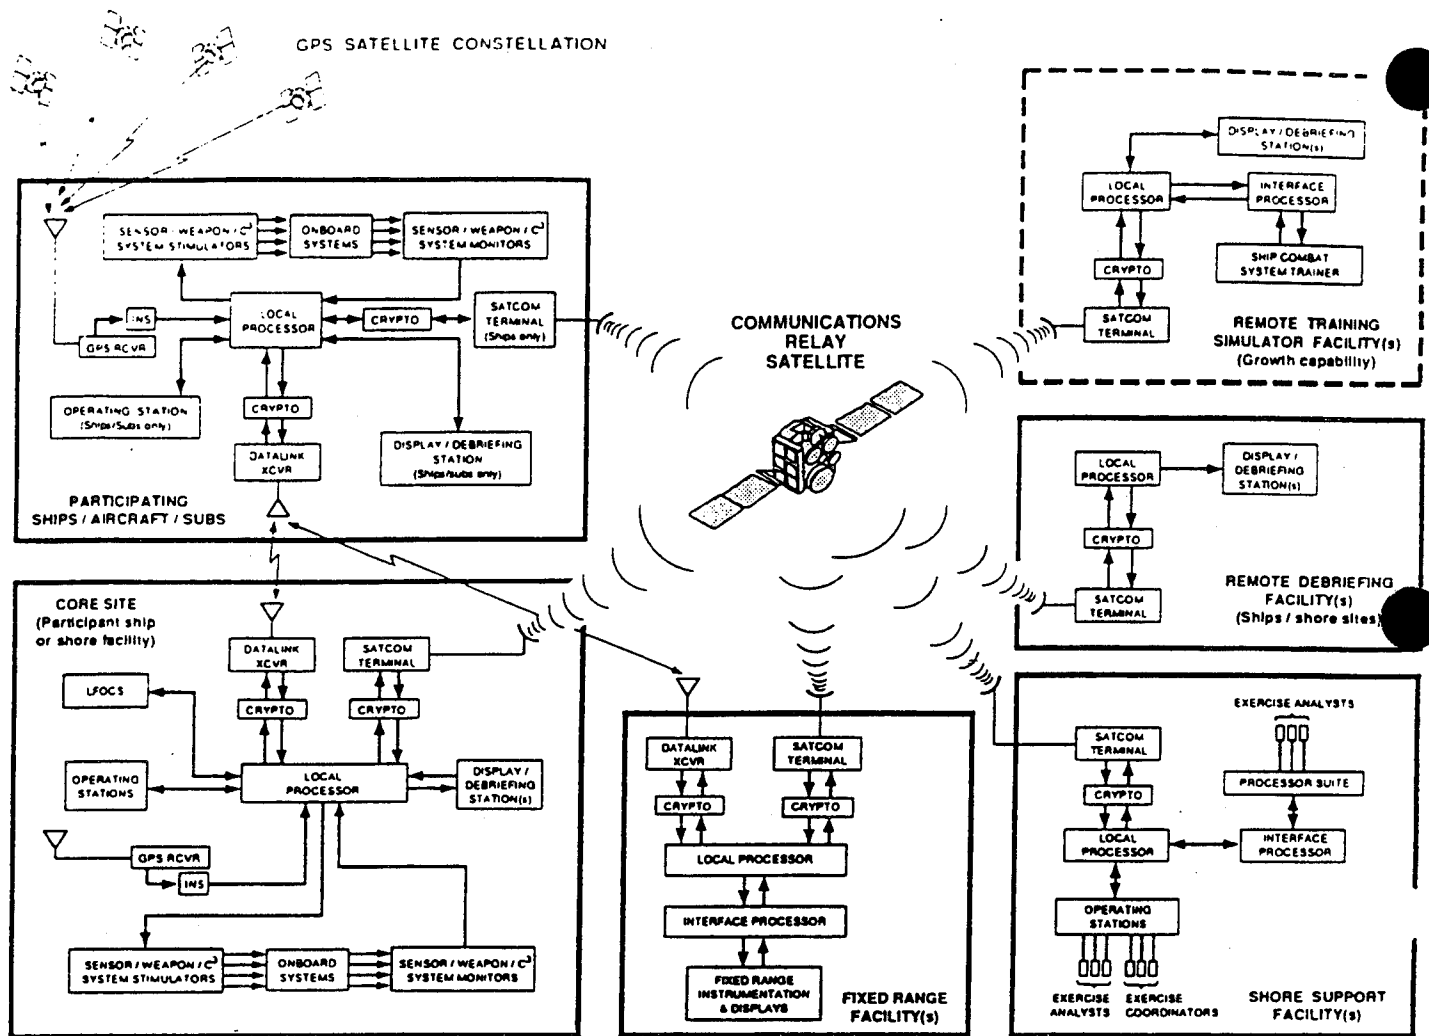 GPS SATELLITE CONSTELLATION
SENSOR / WEAPON / C³
SYSTEM STIMULATORS
ONBOARD
SYSTEMS
SENSOR / WEAPON / C³
SYSTEM MONITORS
LOCAL
PROCESSOR
INS
GPS RCVR
CRYPTO
SATCOM
TERMINAL
(Ships only)
OPERATING STATION
(Ships/Subs only)
CRYPTO
DATALINK
XCVR
DISPLAY / DEBRIEFING
STATION
(Ships/subs only)
PARTICIPATING
SHIPS / AIRCRAFT / SUBS
COMMUNICATIONS
RELAY
SATELLITE
DISPLAY / DEBRIEFING
STATION(s)
LOCAL
PROCESSOR
INTERFACE
PROCESSOR
CRYPTO
SHIP COMBAT
SYSTEM TRAINER
SATCOM
TERMINAL
REMOTE TRAINING
SIMULATOR FACILITY(s)
(Growth capability)
LOCAL
PROCESSOR
DISPLAY /
DEBRIEFING
STATION(s)
CRYPTO
SATCOM
TERMINAL
REMOTE DEBRIEFING
FACILITY(s)
(Ships / shore sites)
CORE SITE
(Participant ship
or shore facility)
DATALINK
XCVR
SATCOM
TERMINAL
LFOCS
CRYPTO
CRYPTO
OPERATING
STATIONS
LOCAL
PROCESSOR
DISPLAY /
DEBRIEFING
STATION(s)
GPS RCVR
INS
SENSOR / WEAPON / C³
SYSTEM STIMULATORS
ONBOARD
SYSTEMS
SENSOR / WEAPON / C³
SYSTEM MONITORS
DATALINK
XCVR
SATCOM
TERMINAL
CRYPTO
CRYPTO
LOCAL PROCESSOR
INTERFACE PROCESSOR
FIXED RANGE
INSTRUMENTATION
& DISPLAYS
FIXED RANGE
FACILITY(s)
EXERCISE ANALYSTS
SATCOM
TERMINAL
PROCESSOR SUITE
CRYPTO
LOCAL
PROCESSOR
INTERFACE
PROCESSOR
OPERATING
STATIONS
EXERCISE
ANALYSTS
EXERCISE
COORDINATORS
SHORE SUPPORT
FACILITY(s)